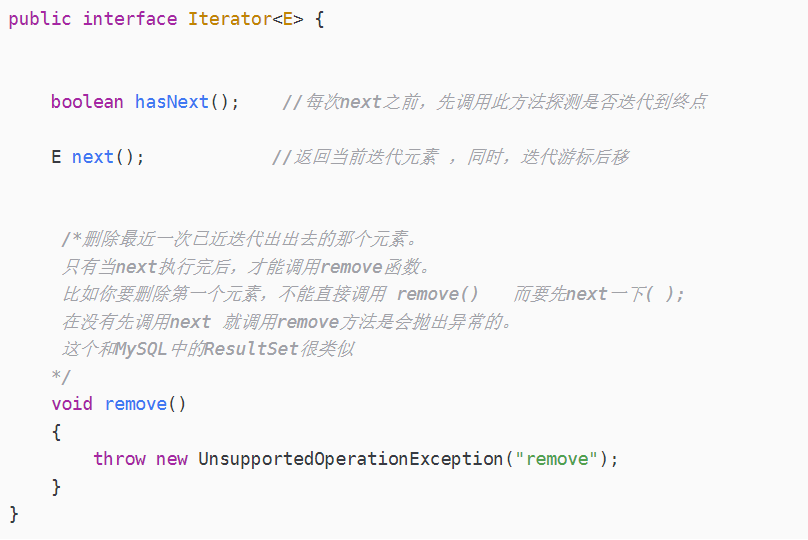 public interface Iterator<E> {
    boolean hasNext();    //每次next之前，先调用此方法探测是否迭代到终点
    E next();            //返回当前迭代元素 ，同时，迭代游标后移
     /*删除最近一次已近迭代出出去的那个元素。
     只有当next执行完后，才能调用remove函数。
     比如你要删除第一个元素，不能直接调用 remove()   而要先next一下( );
     在没有先调用next 就调用remove方法是会抛出异常的。
     这个和MySQL中的ResultSet很类似
    */
    void remove()
    {
        throw new UnsupportedOperationException("remove");
    }
}